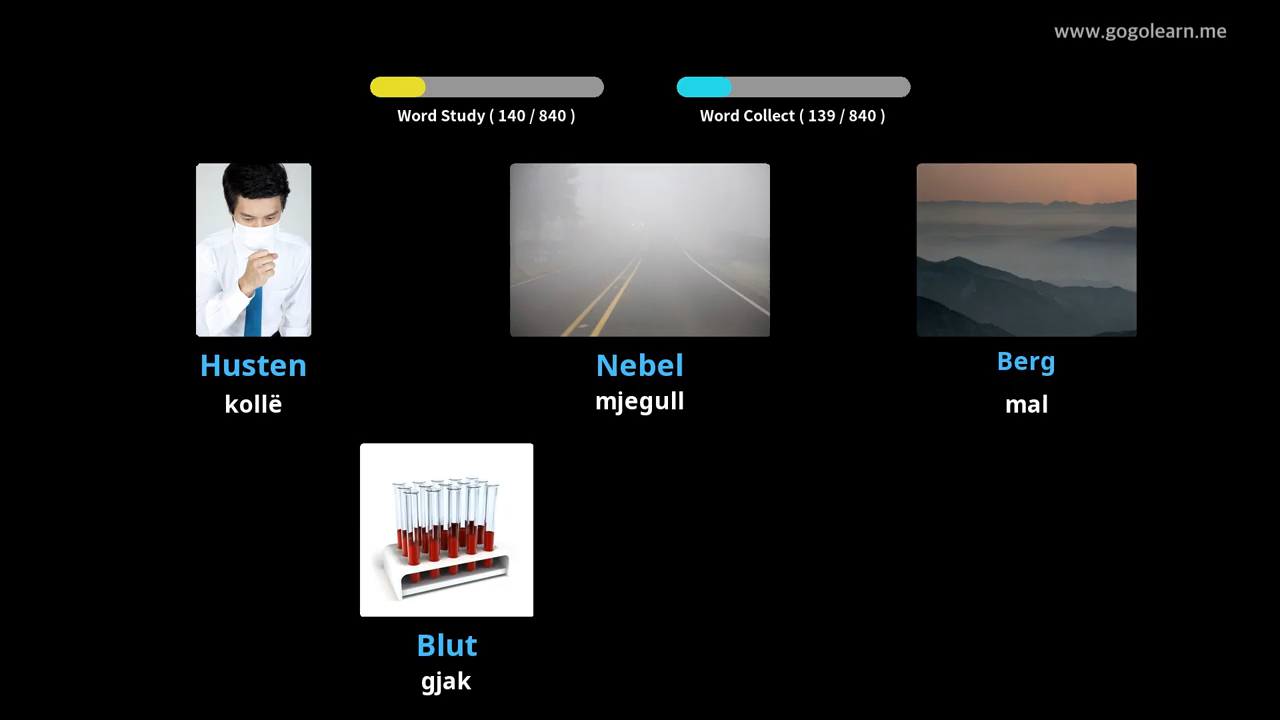 www.gogolearn.me
Word Study ( 140 / 840 )
Word Collect ( 139 / 840 )
Husten
kollë
Nebel
mjegull
Berg
mal
Blut
gjak